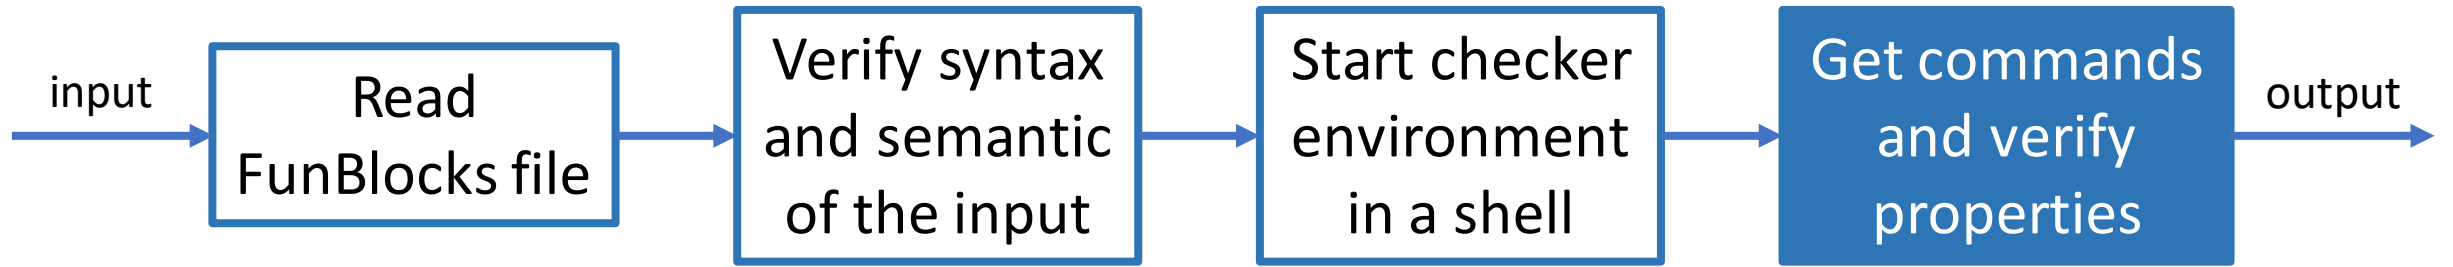 input
Read
FunBlocks file
Verify syntax
and semantic
of the input
Start checker
environment
in a shell
Get commands
and verify
properties
output